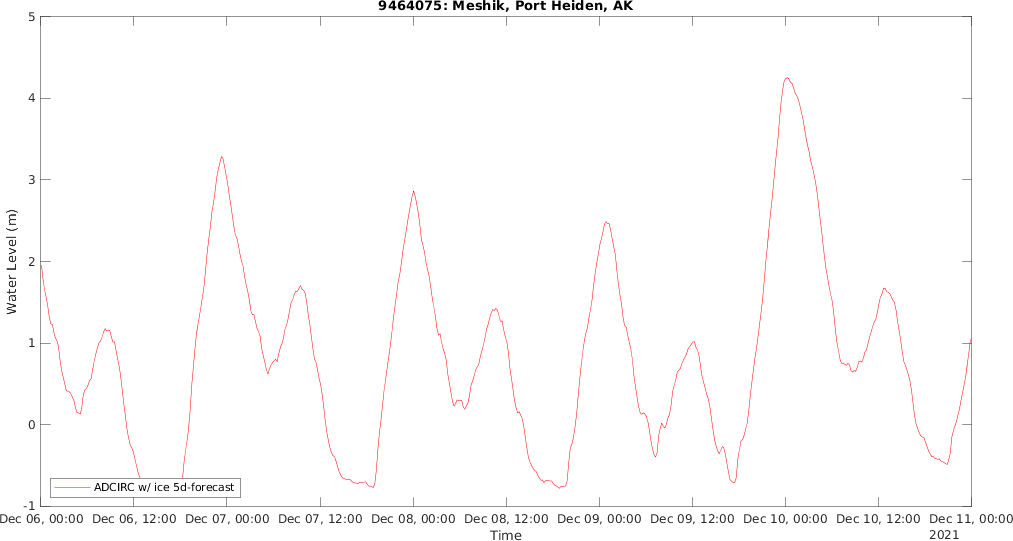 9464075: Meshik, Port Heiden, AK
5
4
3
2
1
0
-1
Water Level (m)
ADCIRC w/ ice 5d-forecast
Dec 06, 00:00 Dec 06, 12:00 Dec 07, 00:00 Dec 07, 12:00 Dec 08, 00:00 Dec 08, 12:00 Dec 09, 00:00 Dec 09, 12:00 Dec 10, 00:00 Dec 10, 12:00 Dec 11, 00:00
Time
2021